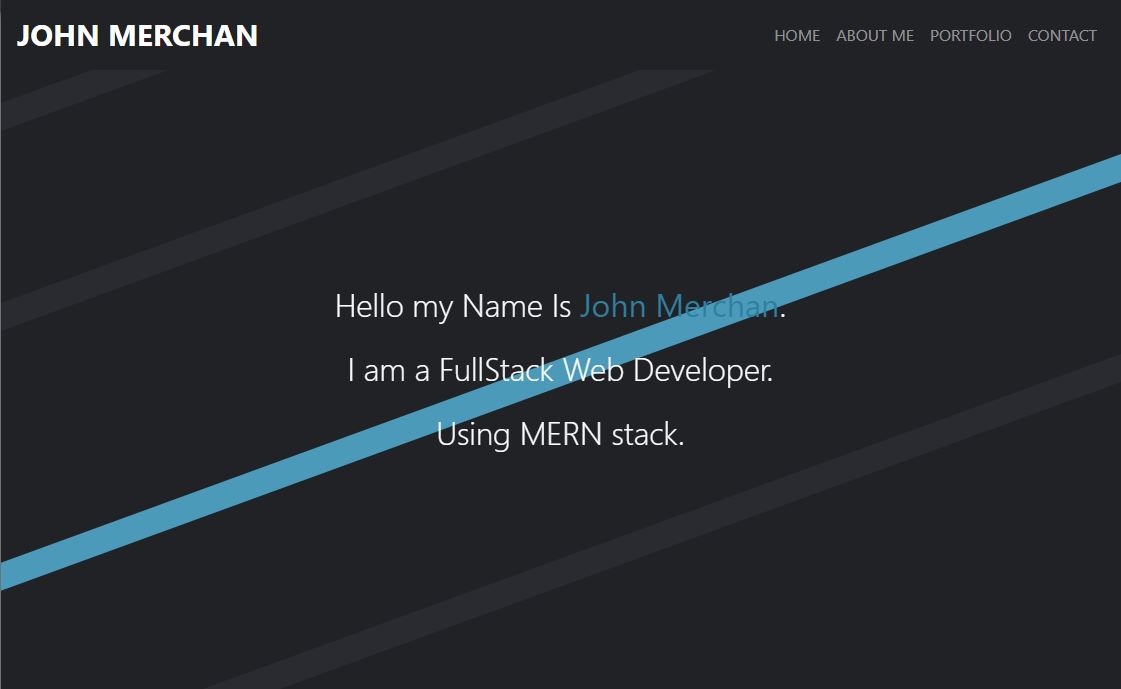 JOHN MERCHAN
HOME ABOUT ME PORTFOLIO CONTACT
Hello my Name Is John Merchan.
I am a FullStack Web Developer.
Using MERN stack.